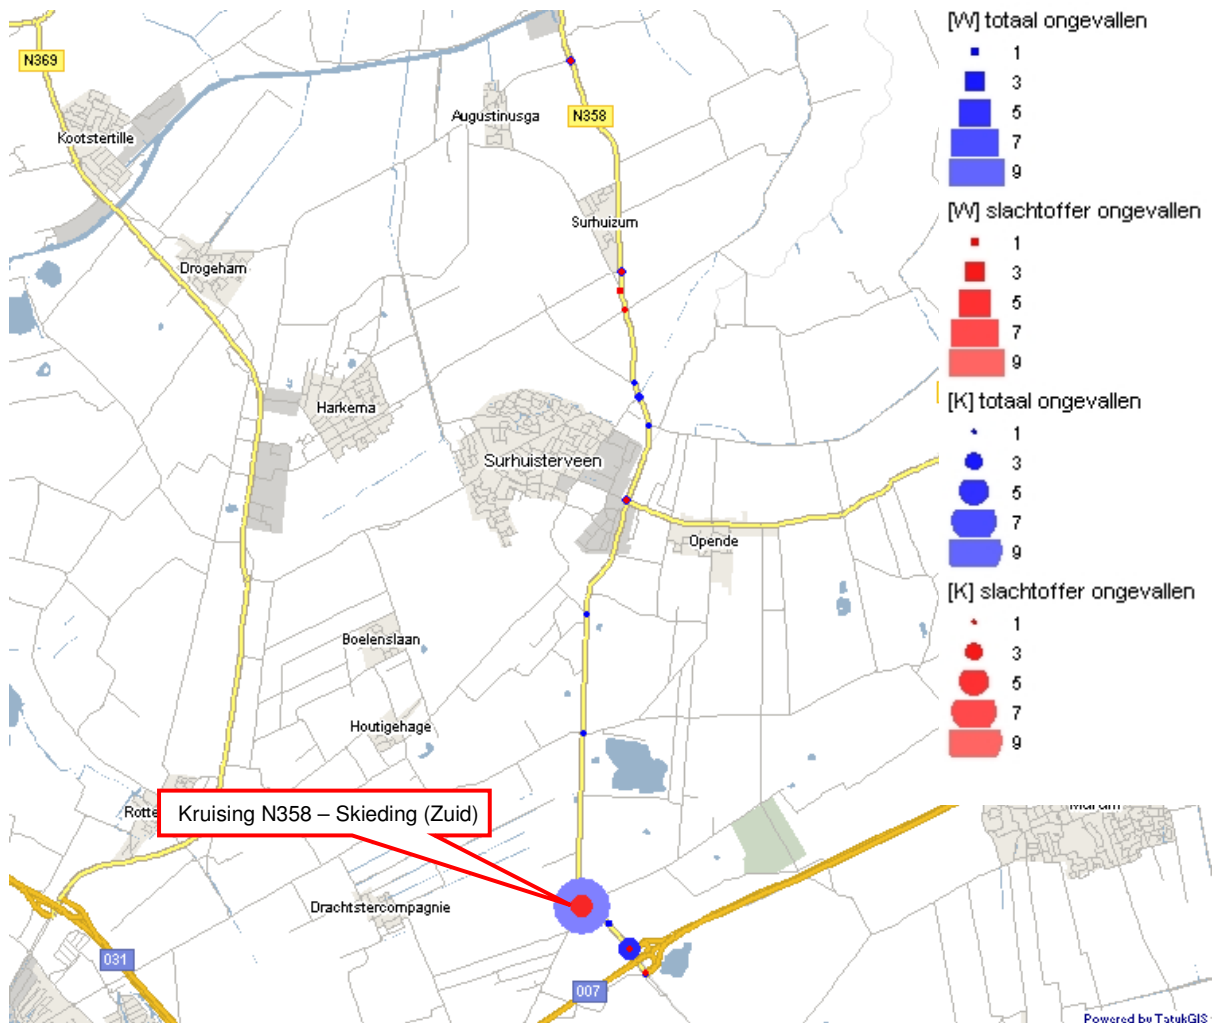 [W] totaal ongevallen
1
3
5
7
9
[W] slachtoffer ongevallen
1
3
5
7
9
[K] totaal ongevallen
1
3
5
7
9
[K] slachtoffer ongevallen
1
3
5
7
9
N369
Kootstertille
Augustinusga
N358
Surhuizum
Drogeham
Harkema
Surhuisterveen
Opende
Boelenslaan
Houtigehage
Rotte
Kruising N358 – Skieding (Zuid)
Marum
Drachtstercompagnie
031
007
Powered by TatukGIS